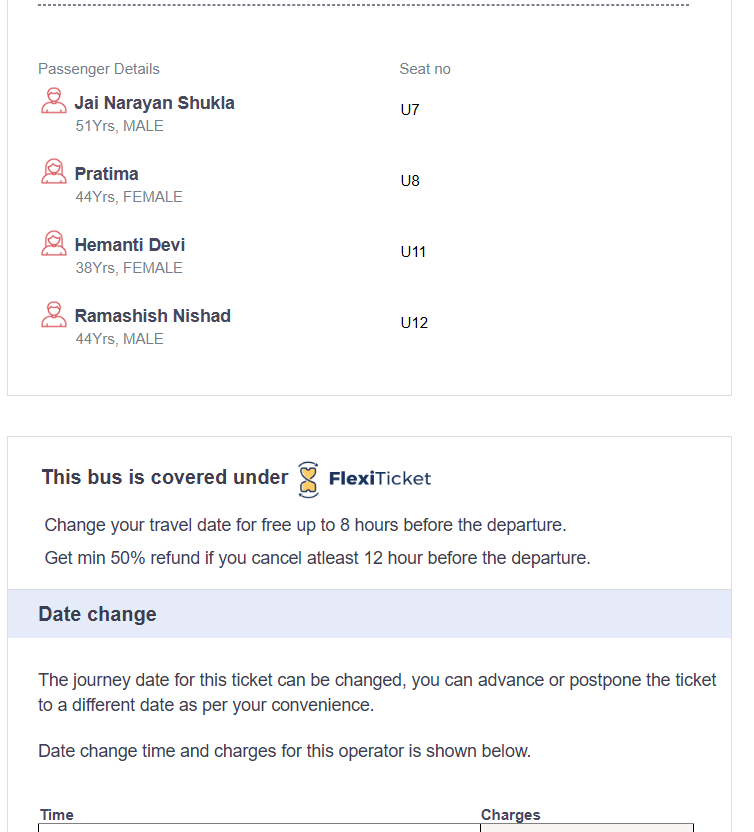 Passenger Details Seat no
Jai Narayan Shukla
51Yrs, MALE
U7
Pratima
44Yrs, FEMALE
U8
Hemanti Devi
38Yrs, FEMALE
U11
Ramashish Nishad
44Yrs, MALE
U12
This bus is covered under FlexiTicket
Change your travel date for free up to 8 hours before the departure.
Get min 50% refund if you cancel atleast 12 hour before the departure.
Date change
The journey date for this ticket can be changed, you can advance or postpone the ticket
to a different date as per your convenience.
Date change time and charges for this operator is shown below.
Time Charges